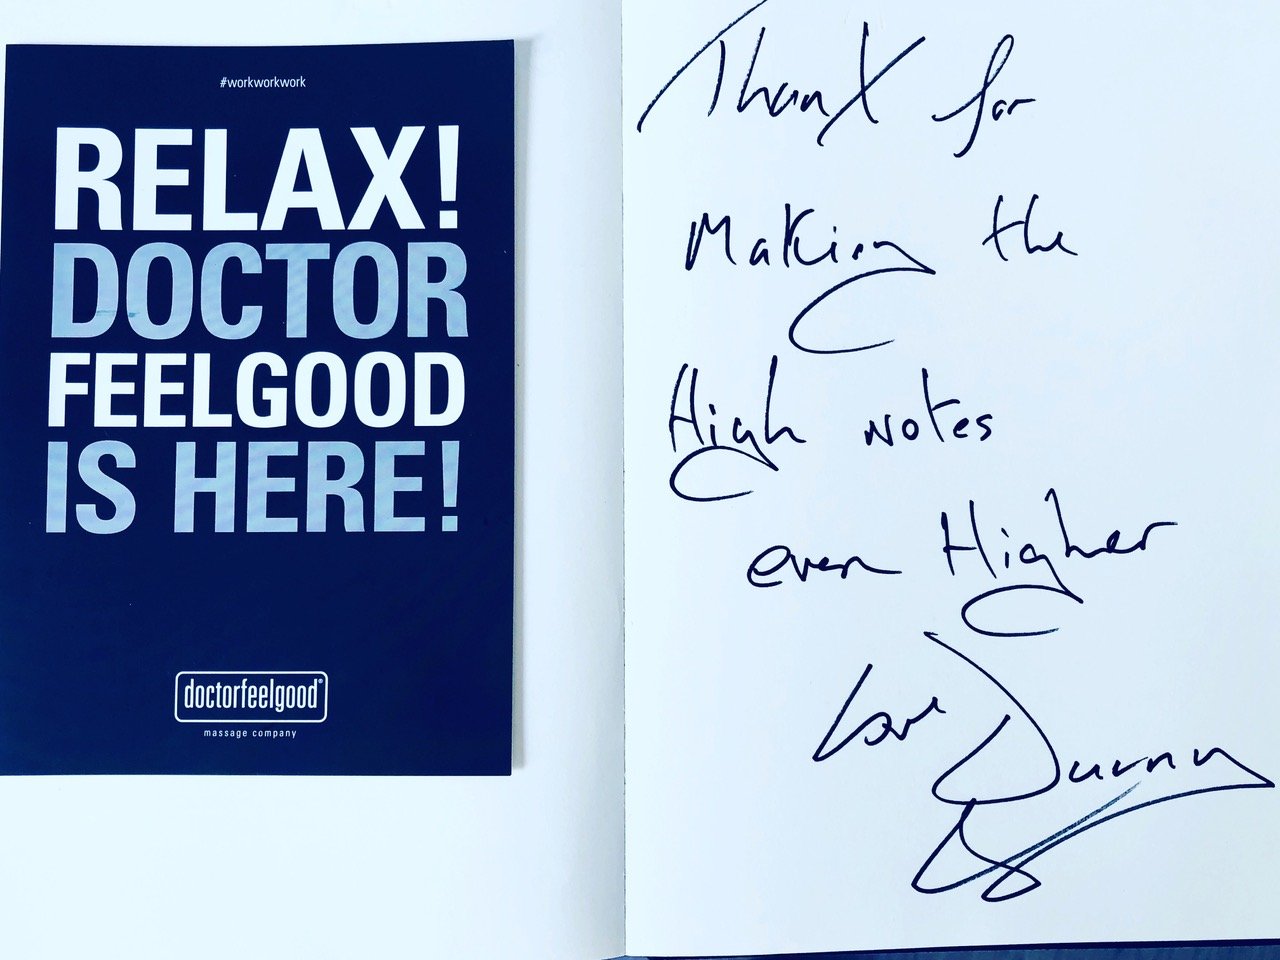 #workworkwork
RELAX!
DOCTOR
FEELGOOD
IS HERE!
doctorfeelgood®
massage company
ThanX for
Making the
High notes
even Higher
Love